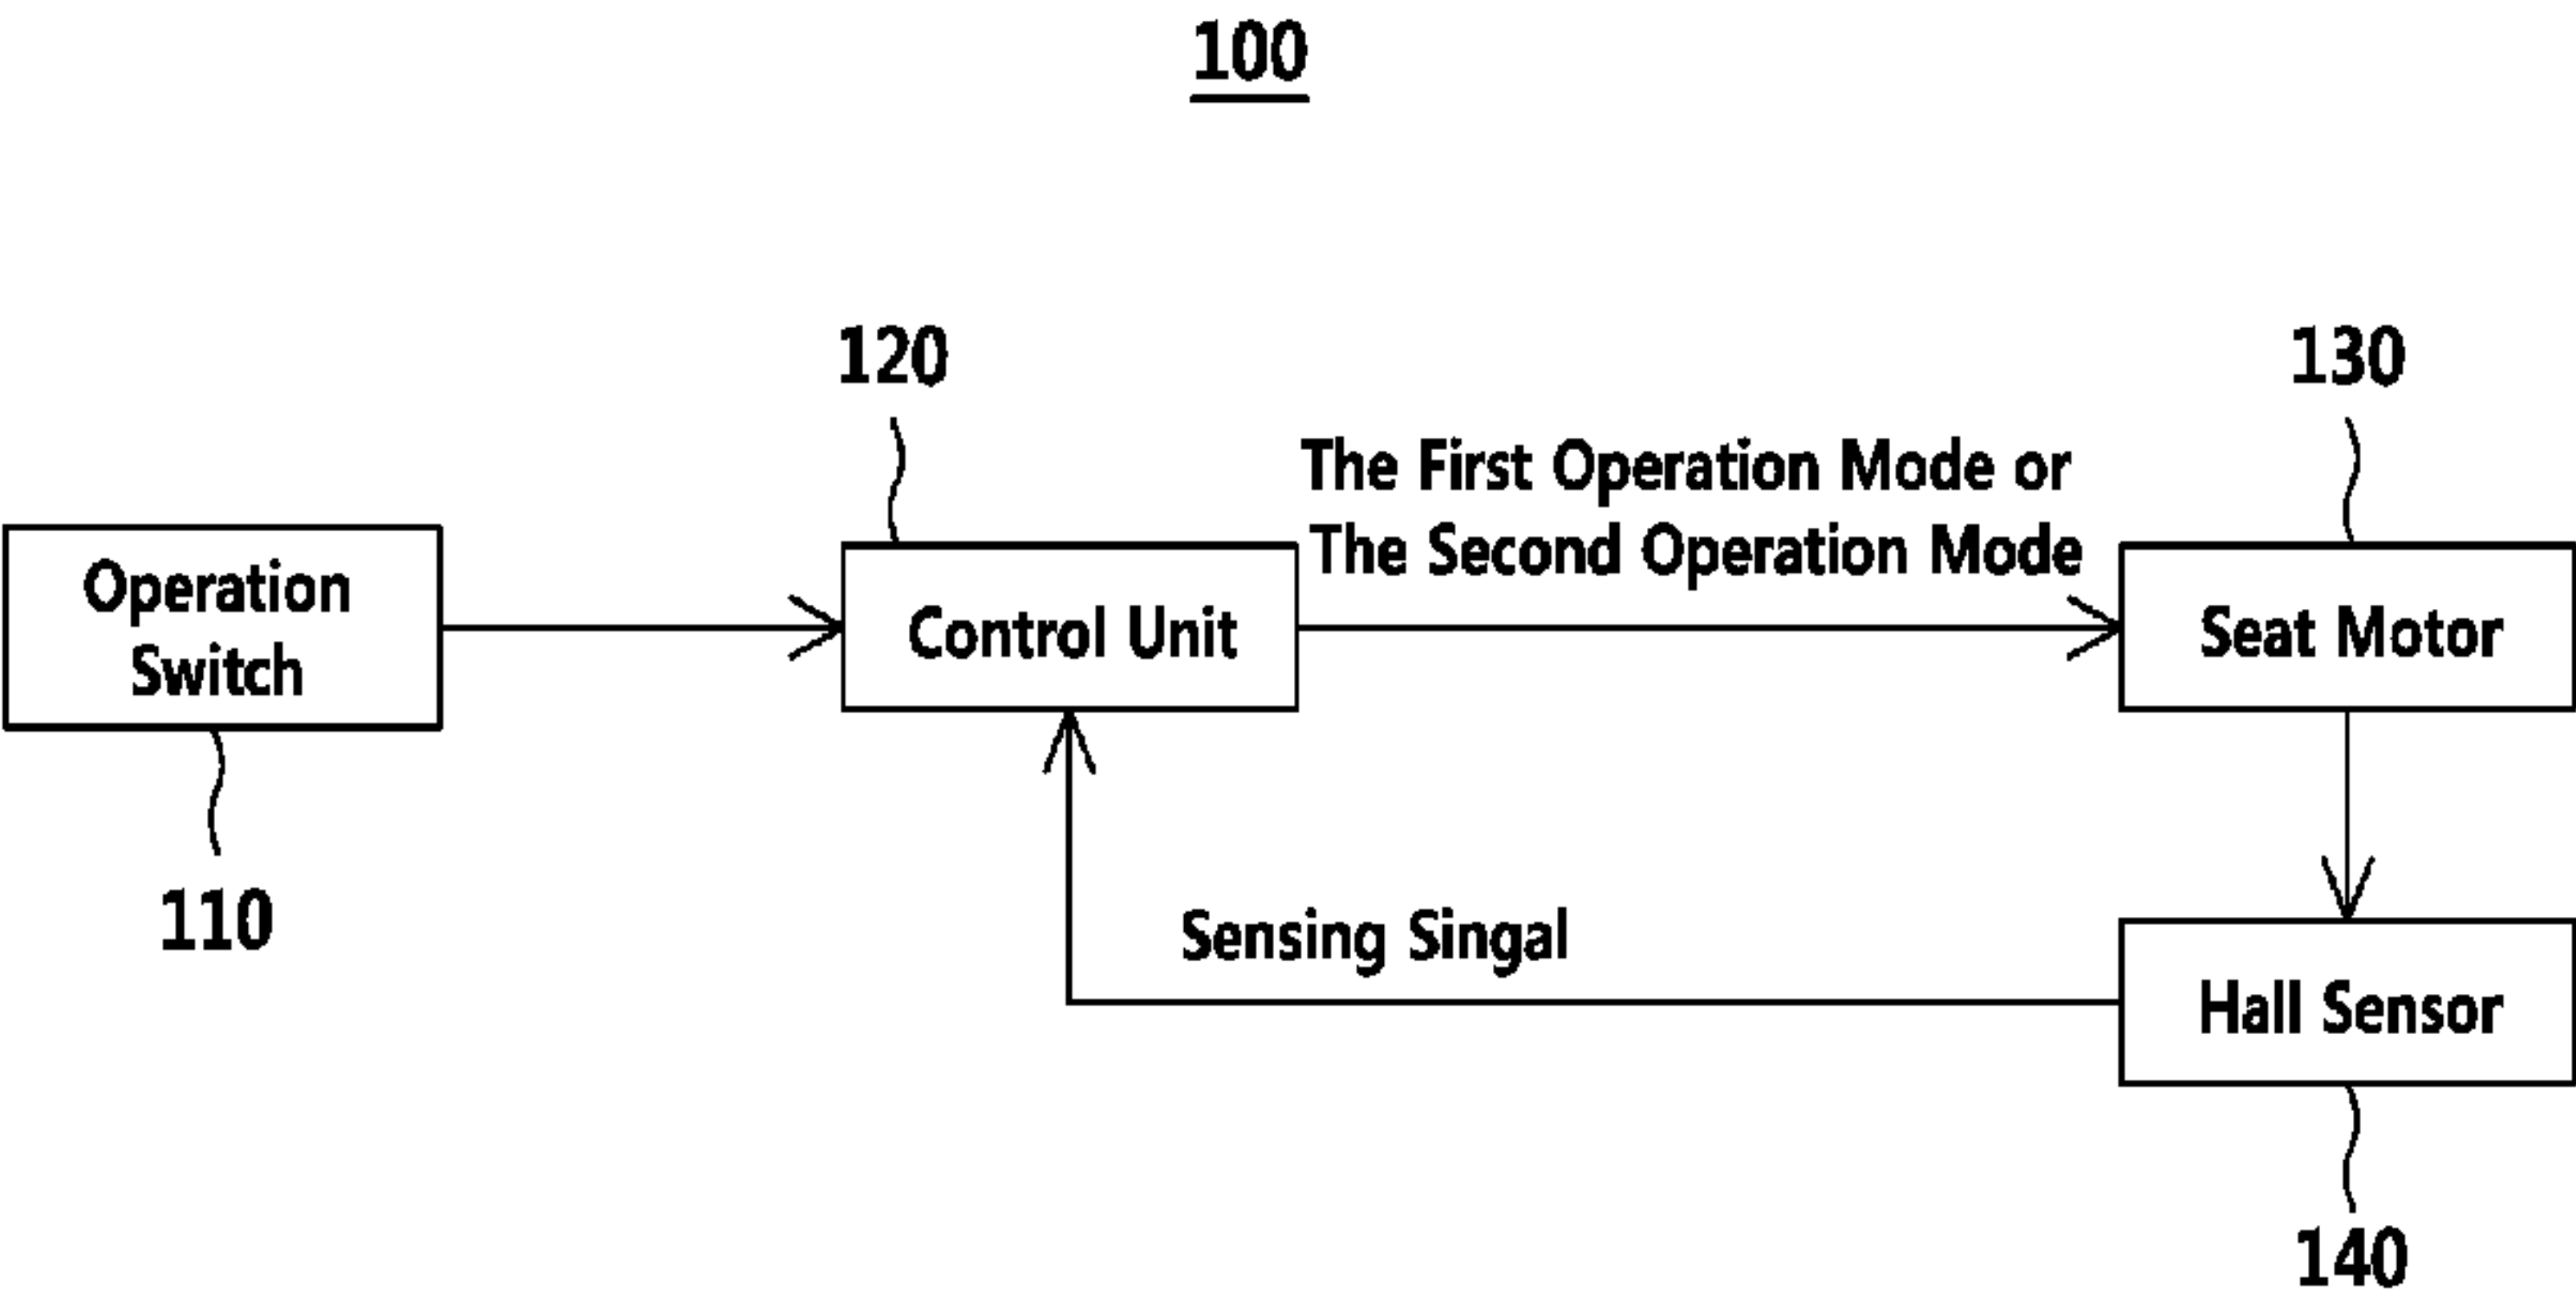 100
120
130
The First Operation Mode or
The Second Operation Mode
Operation
Switch
Control Unit
Seat Motor
110
Sensing Singal
Hall Sensor
140